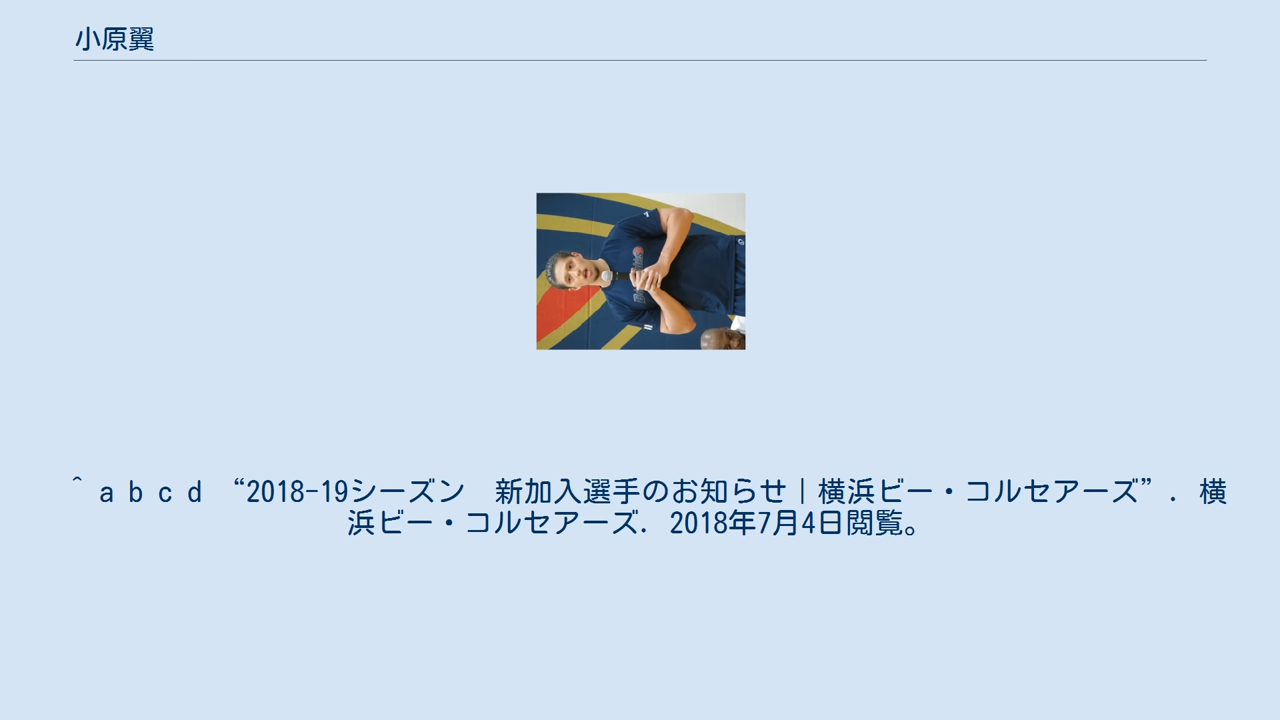 小原翼
^ a b c d “2018-19シーズン　新加入選手のお知らせ | 横浜ビー・コルセアーズ”. 横
浜ビー・コルセアーズ. 2018年7月4日閲覧。